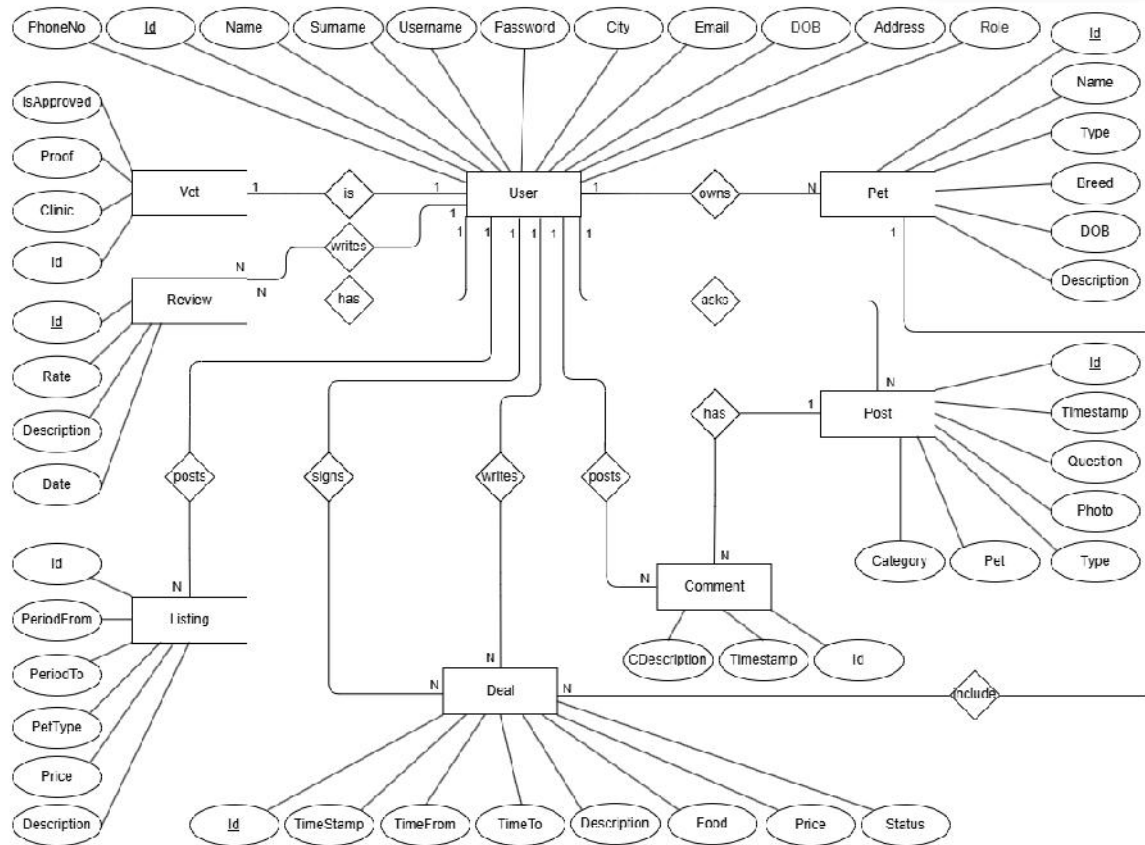 PhoneNo Id Name Surname Username Password City Email DOB Address Role
Id
Name
Type
Breed
DOB
Description
IsApproved
Proof
Clinic
Id
Vet 1 is 1 User 1 owns N Pet
1
N writes 1
1 1 1 1 1 1
N has
Review
asks
Id
Rate
Description
Date
has 1 N Post
Id
Timestamp
Question
Photo
Type
Category Pet
posts signs writes posts
Id
PeriodFrom
PeriodTo
PetType
Price
Description
N Listing
N
N Comment
CDescription Timestamp Id
N
N Deal N include
Id TimeStamp TimeFrom TimeTo Description Food Price Status